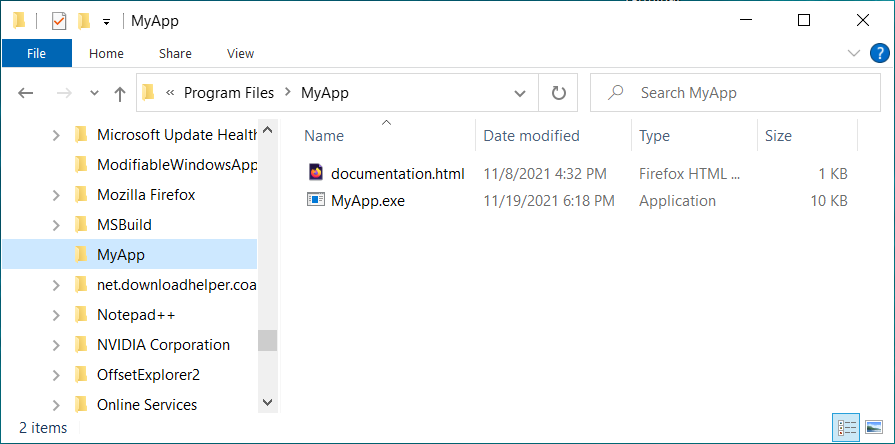 MyApp
File Home Share View
Program Files MyApp Search MyApp
Name Date modified Type Size
Microsoft Update Healt
ModifiableWindowsApp
Mozilla Firefox
MSBuild
MyApp
net.downloadhelper.coa
Notepad++
NVIDIA Corporation
OffsetExplorer2
Online Services
documentation.html 11/8/2021 4:32 PM Firefox HTML ... 1 KB
MyApp.exe 11/19/2021 6:18 PM Application 10 KB
2 items